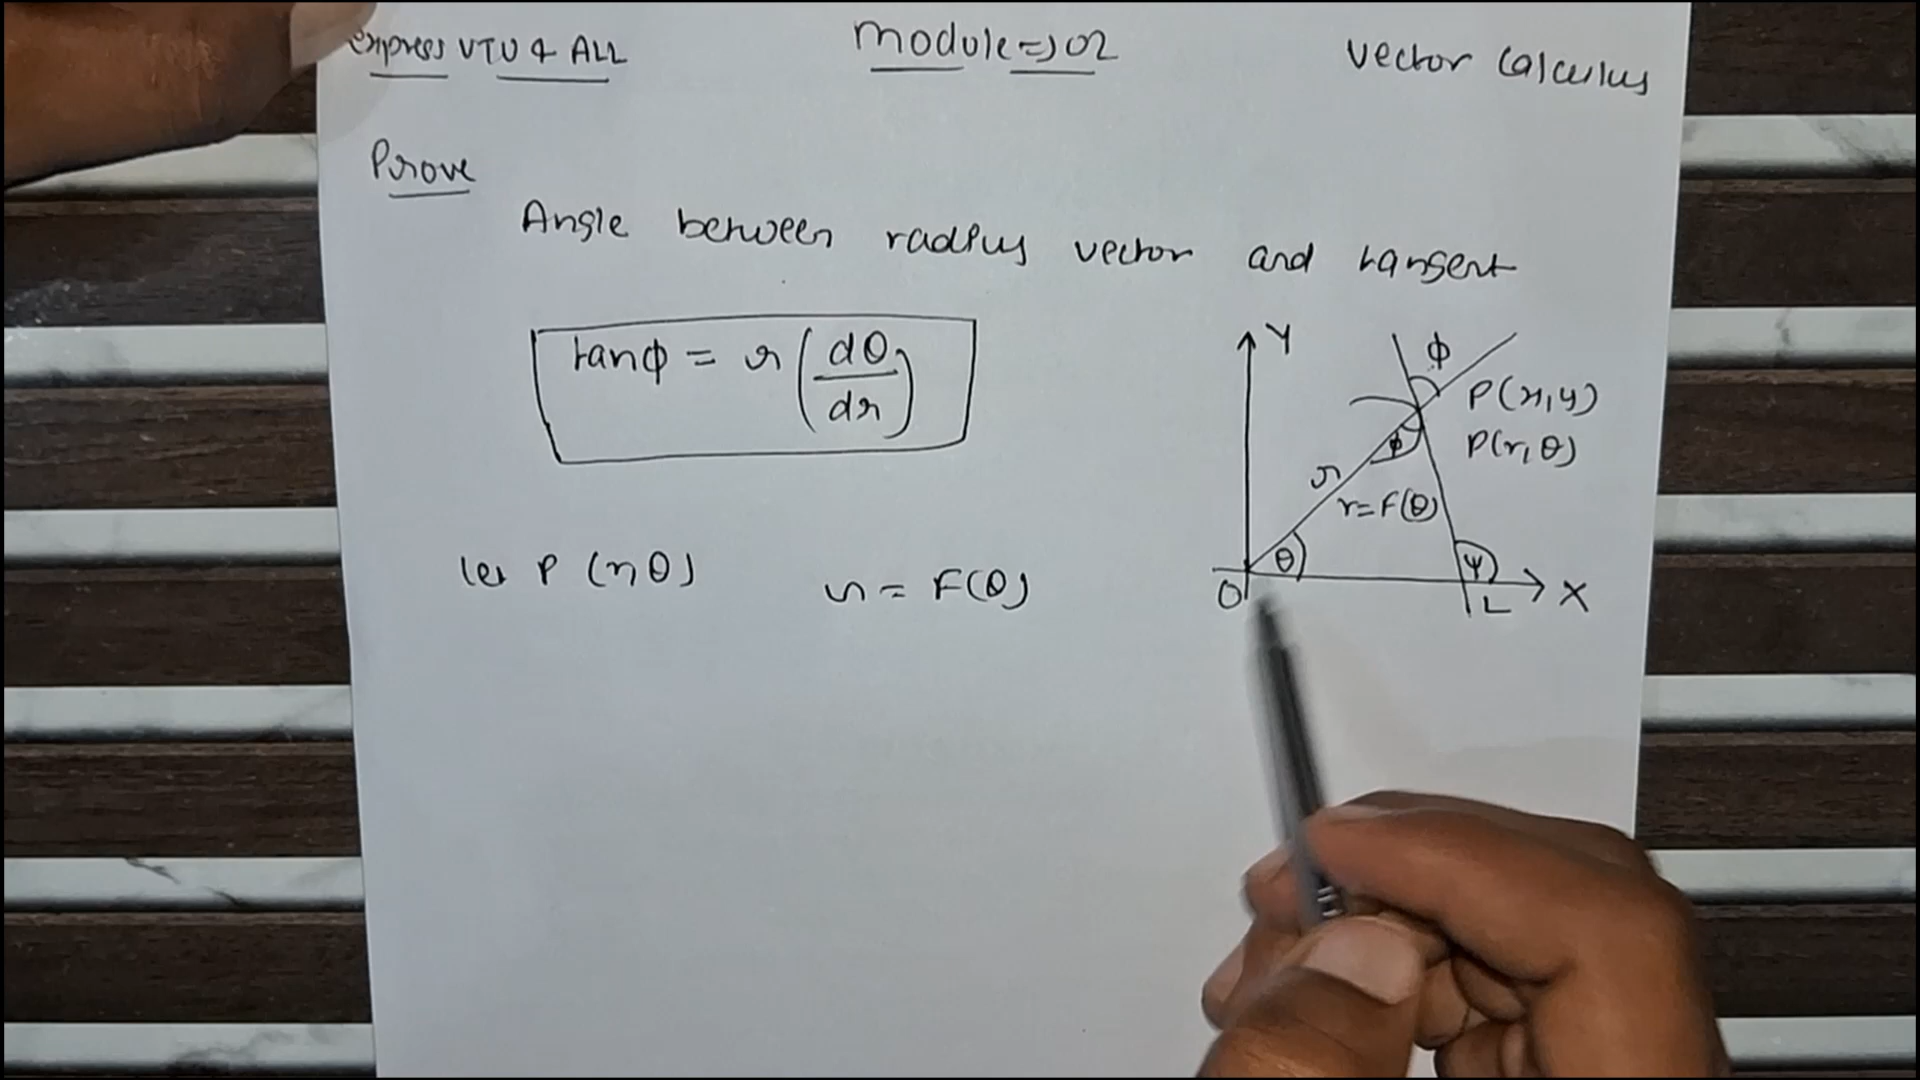 express VTU & ALL
module => 02
vector calculus
Prove
Angle between radius vector and tangent
tanϕ = r (dθ/dr)
Y
ϕ
P(x,y)
P(r,θ)
ϕ
r
r=F(θ)
θ
ψ
O
L
X
let P (r,θ) r = F(θ)